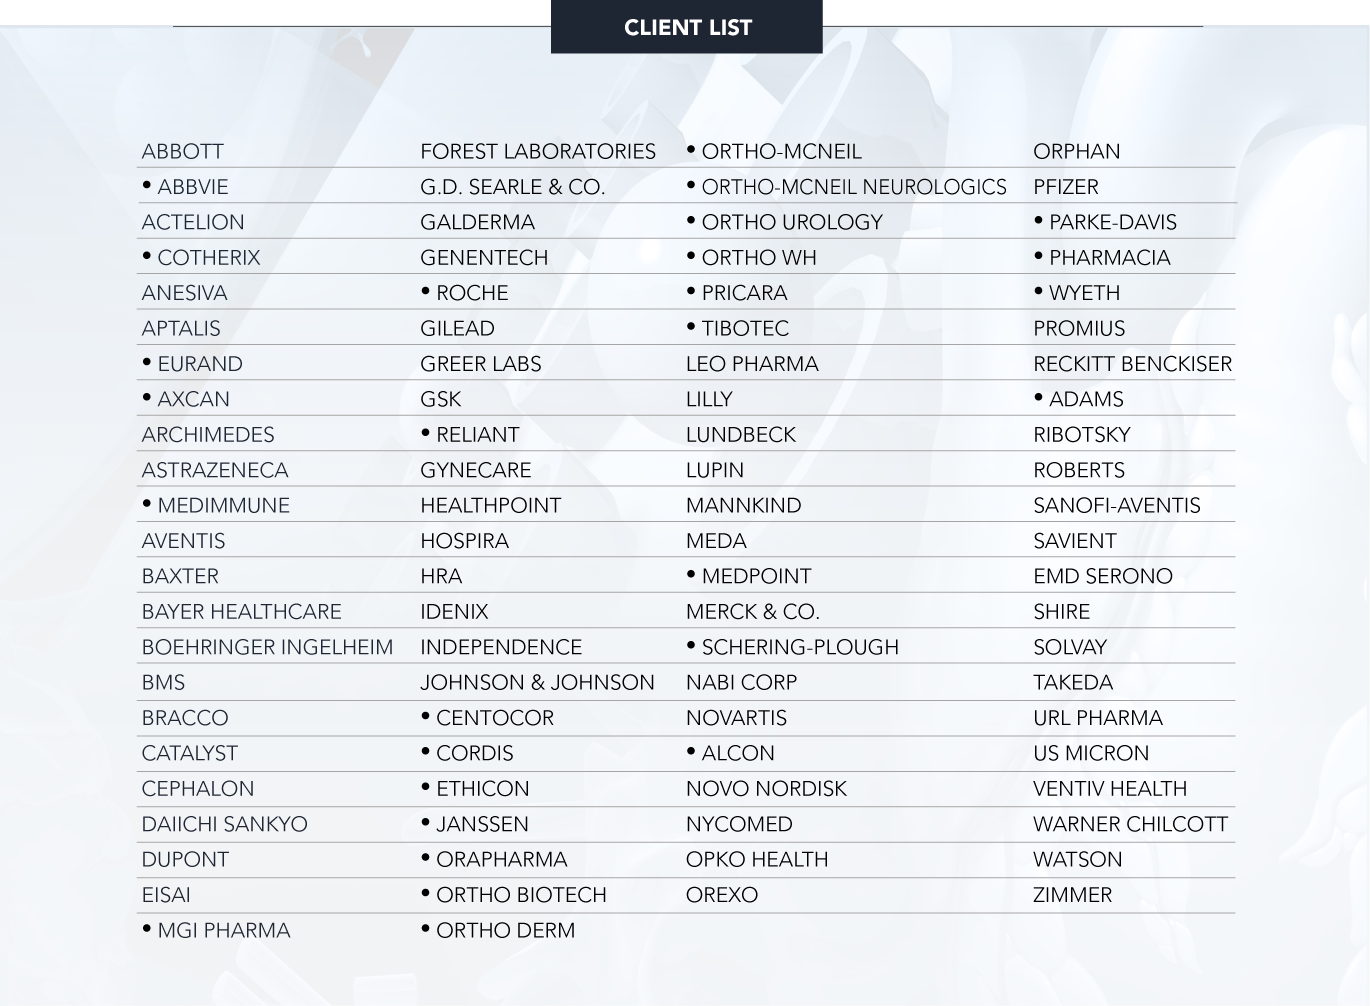 CLIENT LIST
ABBOTT
• ABBVIE
ACTELION
• COTHERIX
ANESIVA
APTALIS
• EURAND
• AXCAN
ARCHIMEDES
ASTRAZENECA
• MEDIMMUNE
AVENTIS
BAXTER
BAYER HEALTHCARE
BOEHRINGER INGELHEIM
BMS
BRACCO
CATALYST
CEPHALON
DAIICHI SANKYO
DUPONT
EISAI
• MGI PHARMA
FOREST LABORATORIES
G.D. SEARLE & CO.
GALDERMA
GENENTECH
• ROCHE
GILEAD
GREER LABS
GSK
• RELIANT
GYNECARE
HEALTHPOINT
HOSPIRA
HRA
IDENIX
INDEPENDENCE
JOHNSON & JOHNSON
• CENTOCOR
• CORDIS
• ETHICON
• JANSSEN
• ORAPHARMA
• ORTHO BIOTECH
• ORTHO DERM
• ORTHO-MCNEIL
• ORTHO-MCNEIL NEUROLOGICS
• ORTHO UROLOGY
• ORTHO WH
• PRICARA
• TIBOTEC
LEO PHARMA
LILLY
LUNDBECK
LUPIN
MANNKIND
MEDA
• MEDPOINT
MERCK & CO.
• SCHERING-PLOUGH
NABI CORP
NOVARTIS
• ALCON
NOVO NORDISK
NYCOMED
OPKO HEALTH
OREXO
ORPHAN
PFIZER
• PARKE-DAVIS
• PHARMACIA
• WYETH
PROMIUS
RECKITT BENCKISER
• ADAMS
RIBOTSKY
ROBERTS
SANOFI-AVENTIS
SAVIENT
EMD SERONO
SHIRE
SOLVAY
TAKEDA
URL PHARMA
US MICRON
VENTIV HEALTH
WARNER CHILCOTT
WATSON
ZIMMER